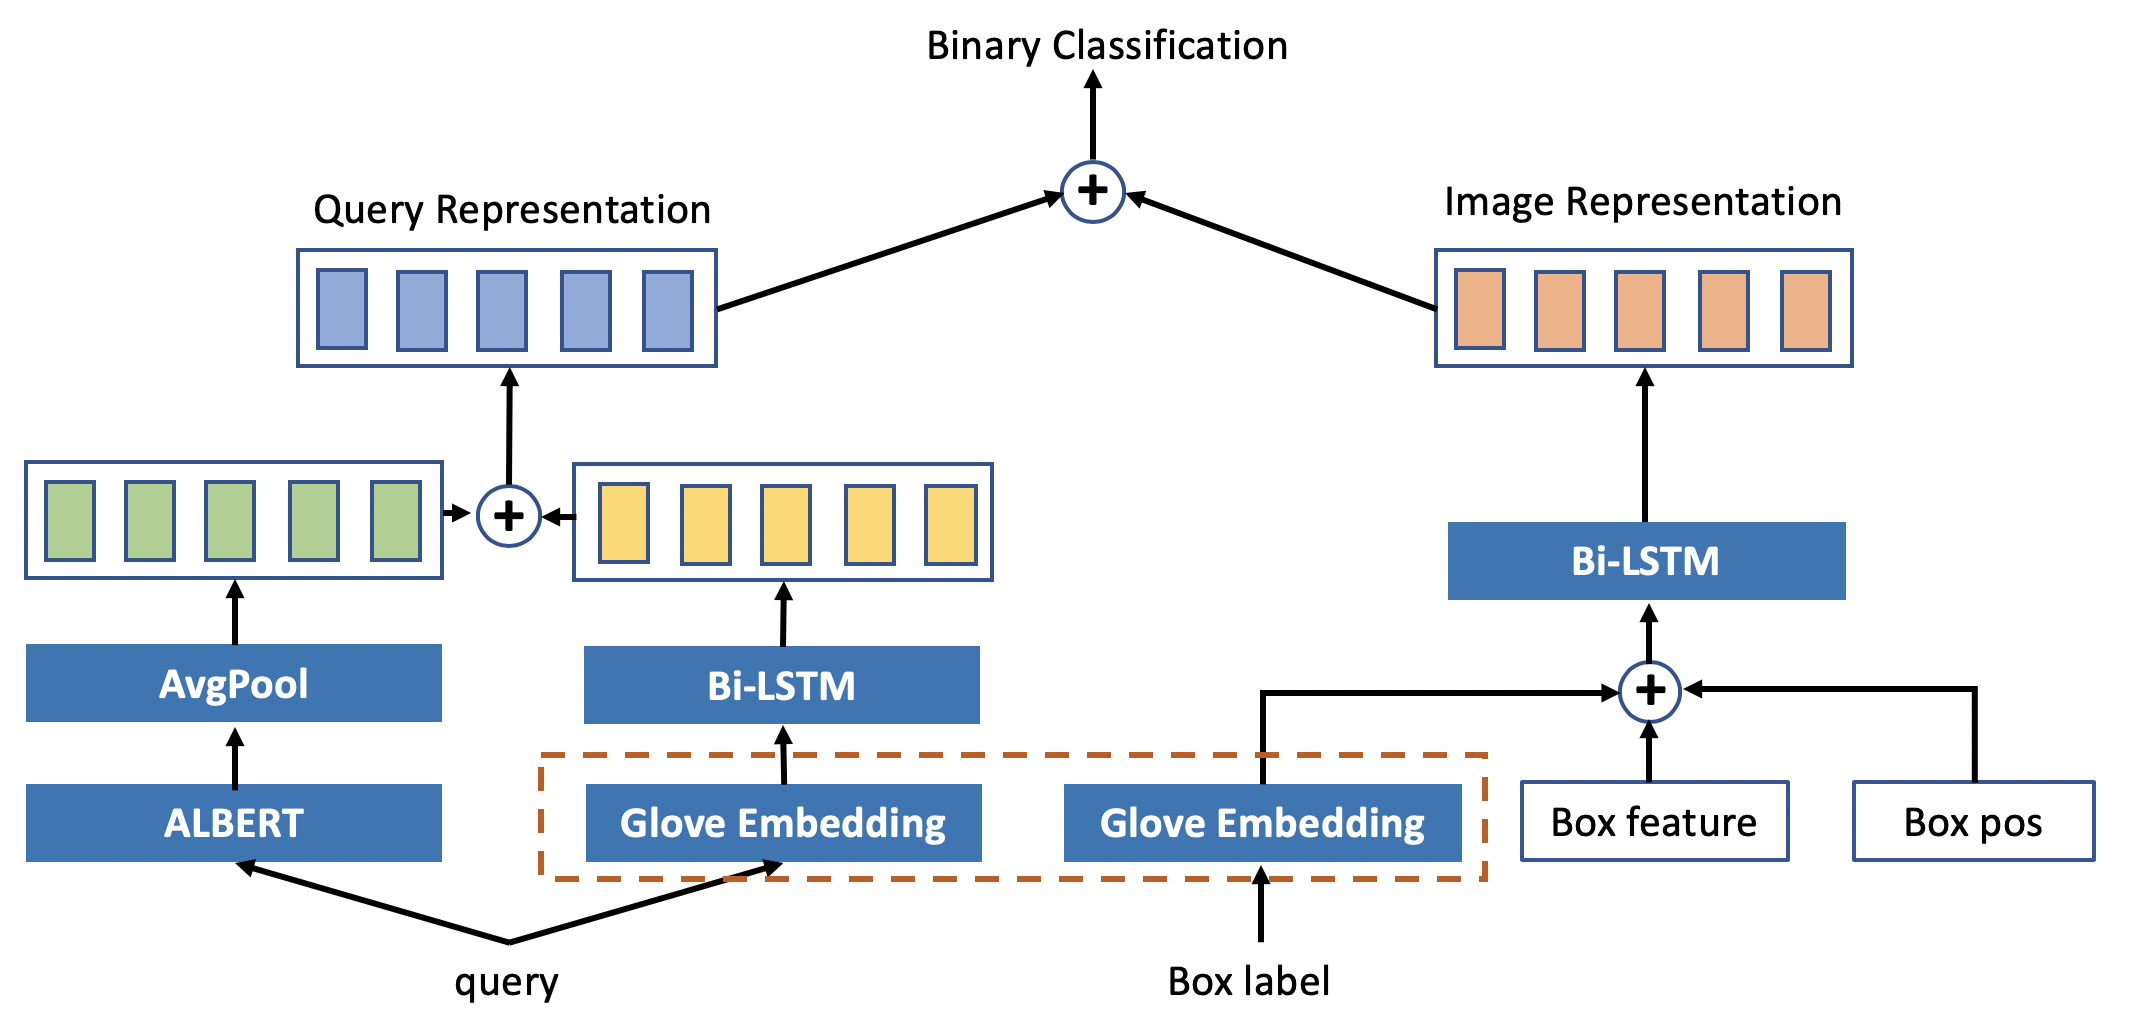 Binary Classification
+
Query Representation
Image Representation
+
Bi-LSTM
AvgPool
Bi-LSTM
+
ALBERT
Glove Embedding
Glove Embedding
Box feature
Box pos
query
Box label